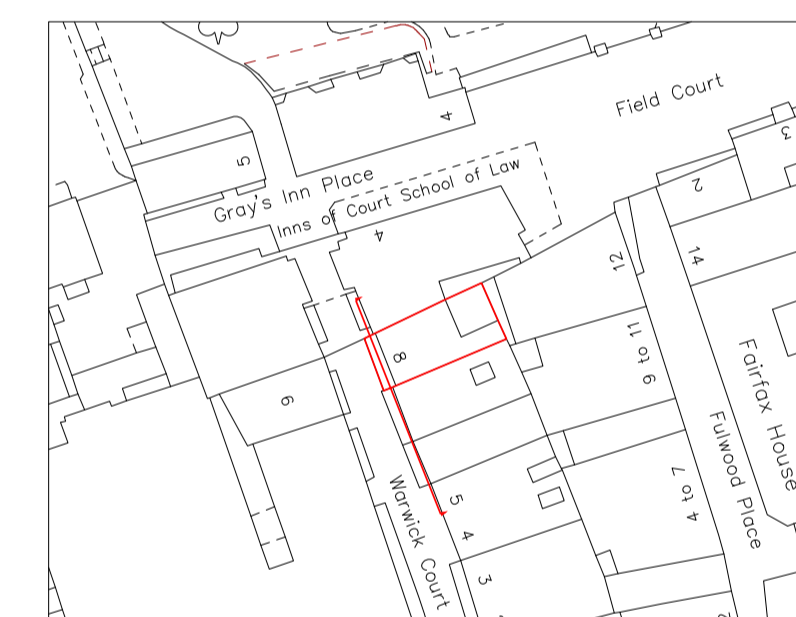 Field Court
4
3
5
Gray's Inn Place
Inns of Court School of Law
2
4
12
14
8
9 to 11
Fairfax House
6
Fulwood Place
Warwick Court
5
4 to 7
4
3